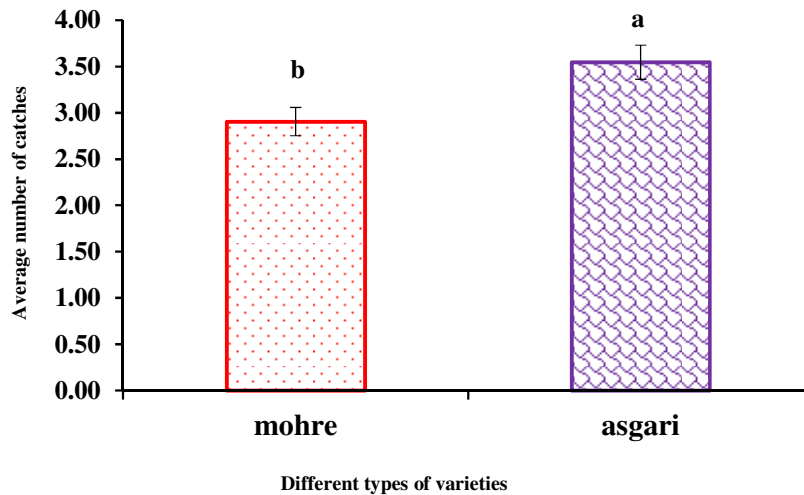 Average number of catches
4.00
3.50
3.00
2.50
2.00
1.50
1.00
0.50
0.00
b
a
mohre
asgari
Different types of varieties